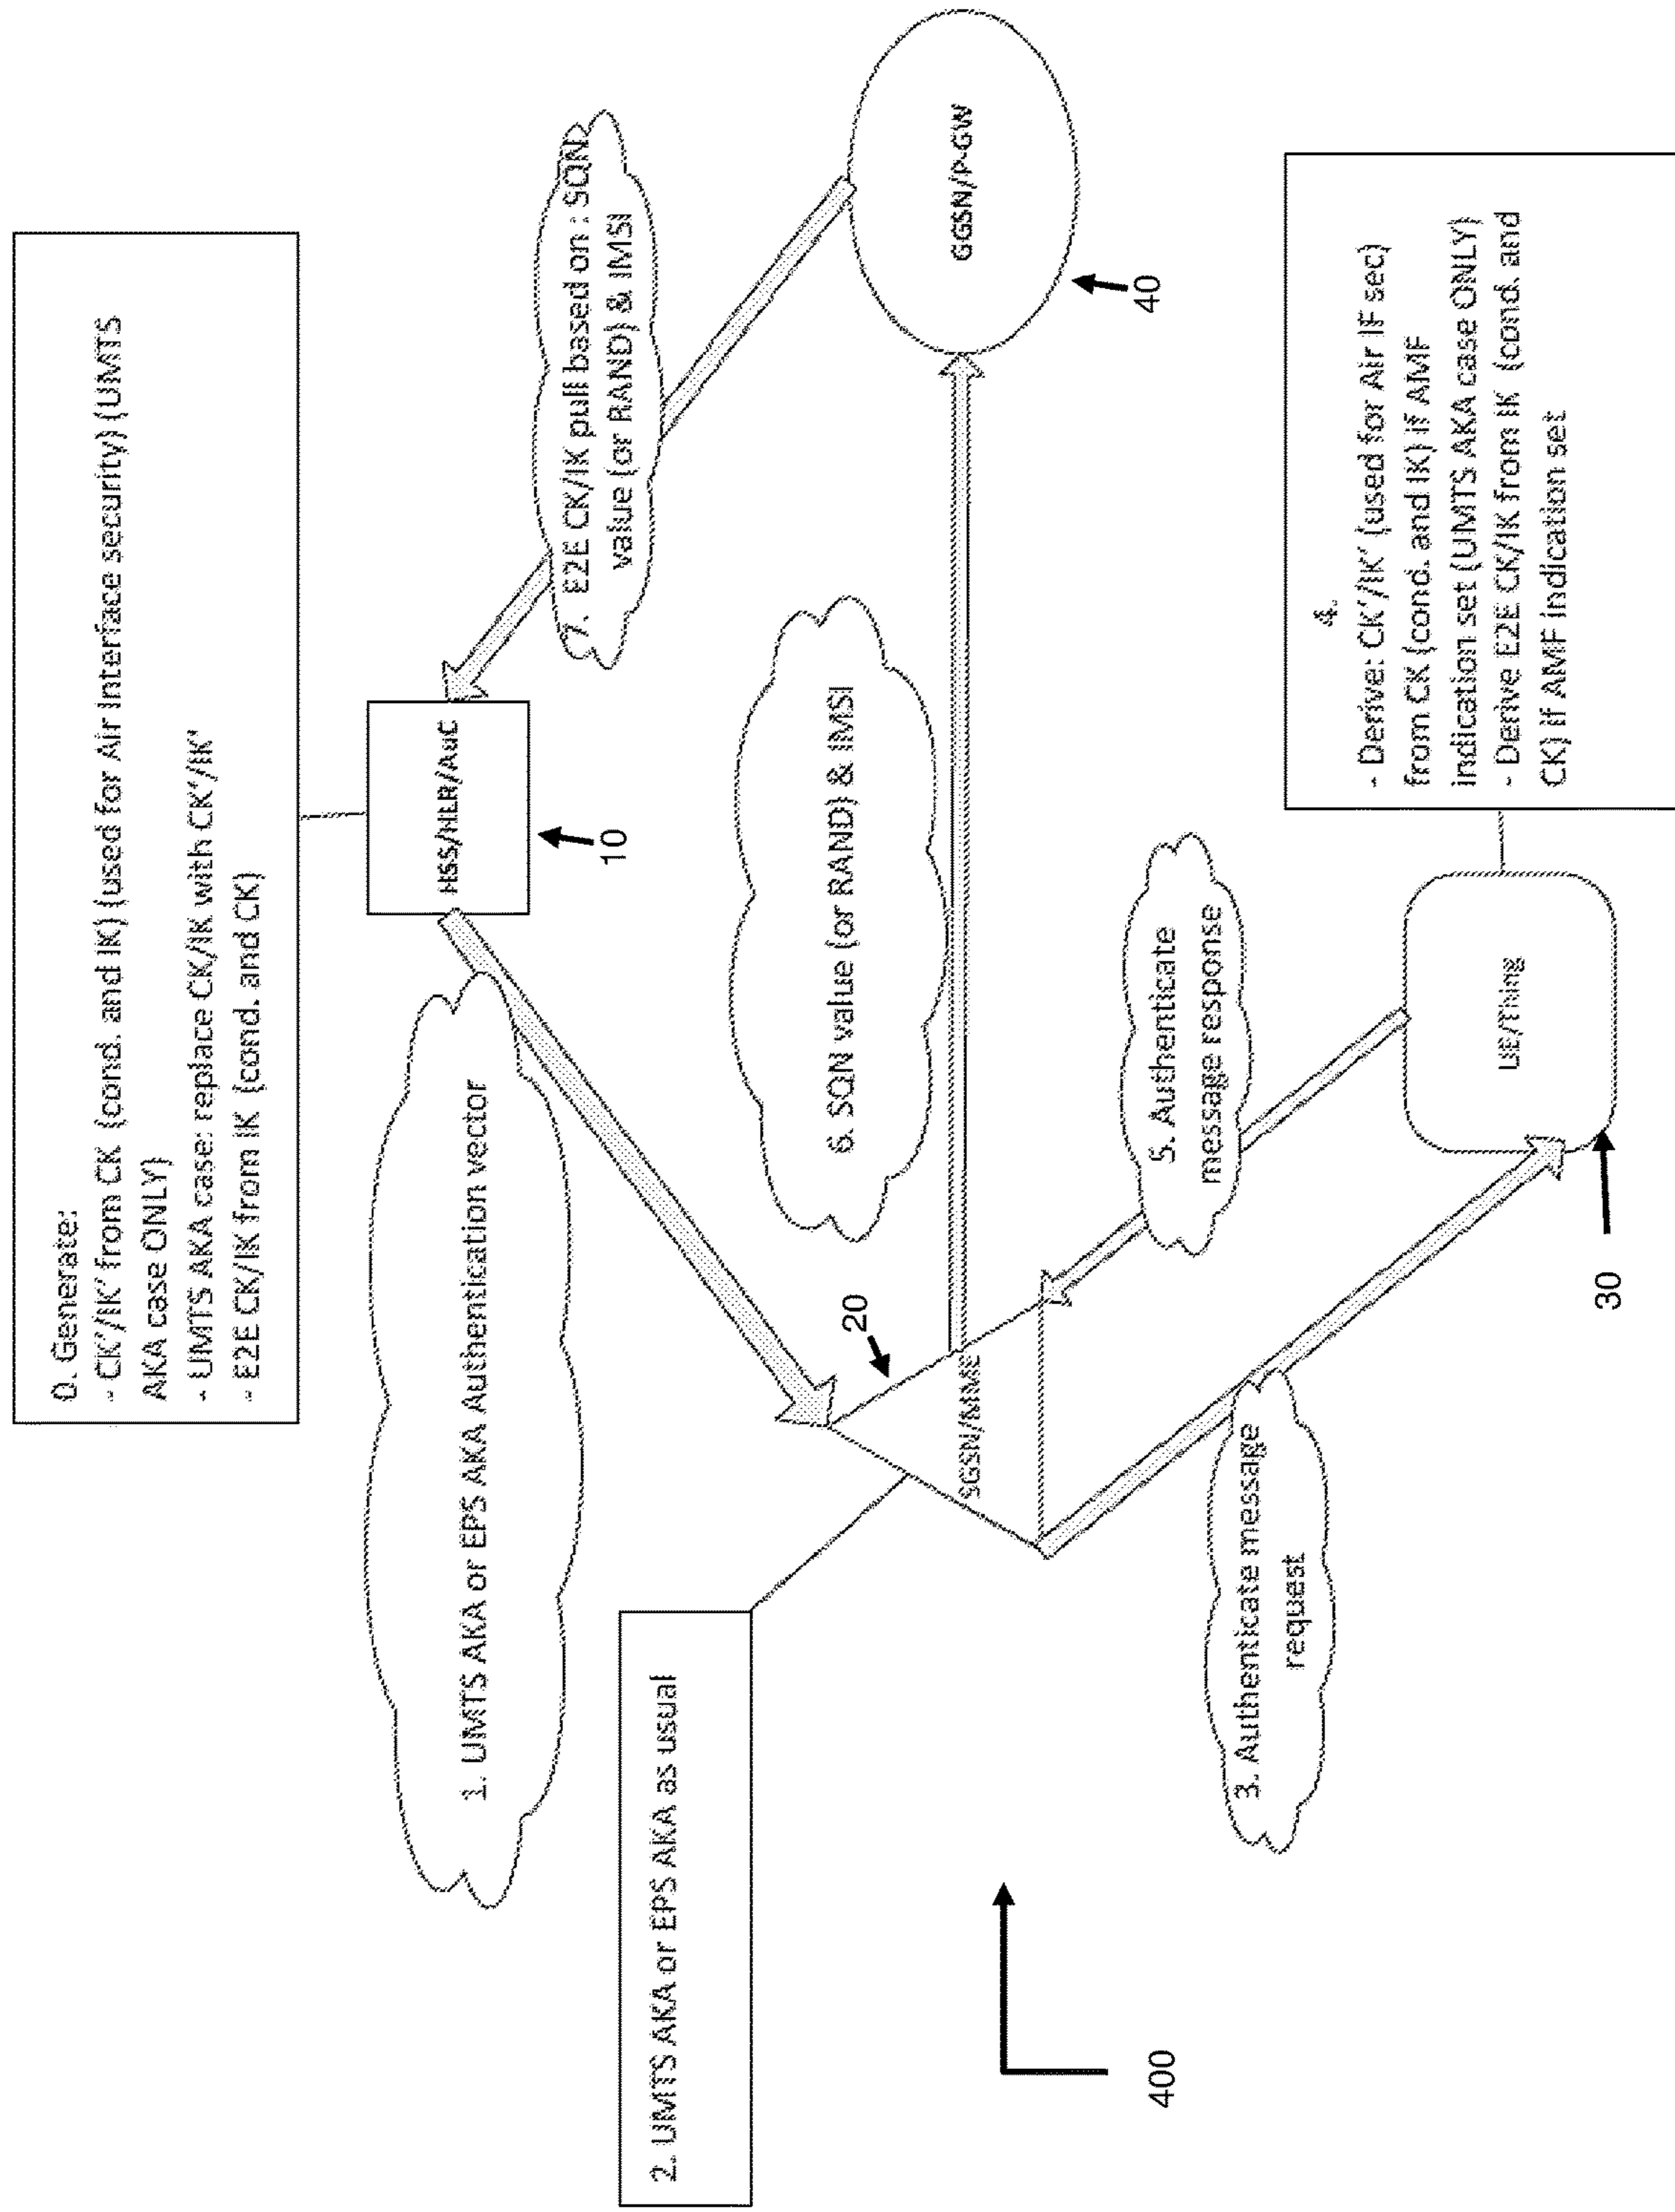 0. Generate:
- CK'/IK' from CK (cond. and IK) (used for Air Interface security) (UMTS
AKA case ONLY)
- UMTS AKA case: replace CK/IK with CK'/IK'
- E2E CK/IK from IK (cond. and CK)
HSS/HLR/AuC
10
1. UMTS AKA or EPS AKA Authentication vector
7. E2E CK/IK pull based on : SQN
value (or RAND) & IMSI
2. UMTS AKA or EPS AKA as usual
20
SGSN/MME
6. SQN value (or RAND) & IMSI
GGSN/P-GW
40
3. Authenticate message
request
5. Authenticate
message response
UE/Thing
30
4.
- Derive: CK'/IK' (used for Air IF sec)
from CK (cond. and IK) if AMF
indication set (UMTS AKA case ONLY)
- Derive E2E CK/IK from IK (cond. and
CK) if AMF indication set
400